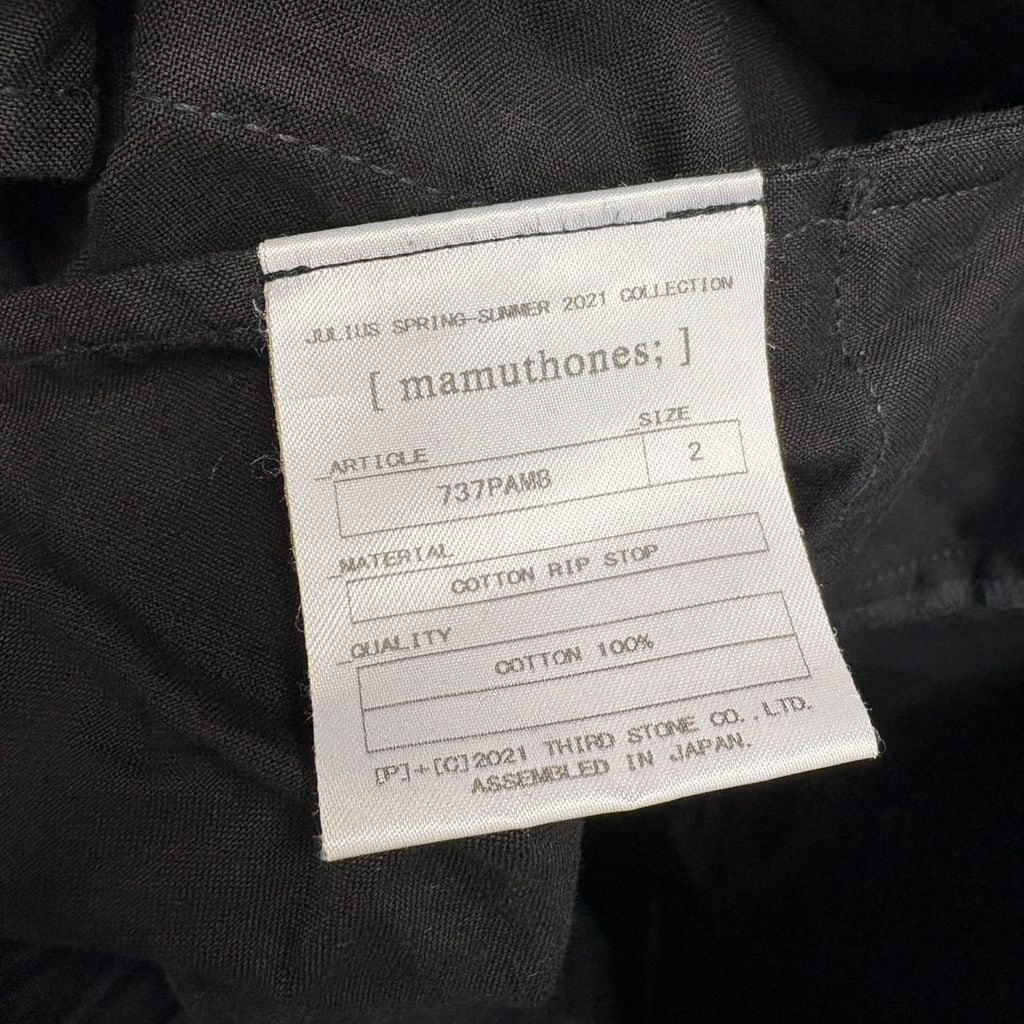 JULIUS SPRING-SUMMER 2021 COLLECTION
[ mamuthones; ]
ARTICLE SIZE
737PAM8 2
MATERIAL
COTTON RIP STOP
QUALITY
COTTON 100%
[P]+[C]2021 THIRD STONE CO.,LTD.
ASSEMBLED IN JAPAN.